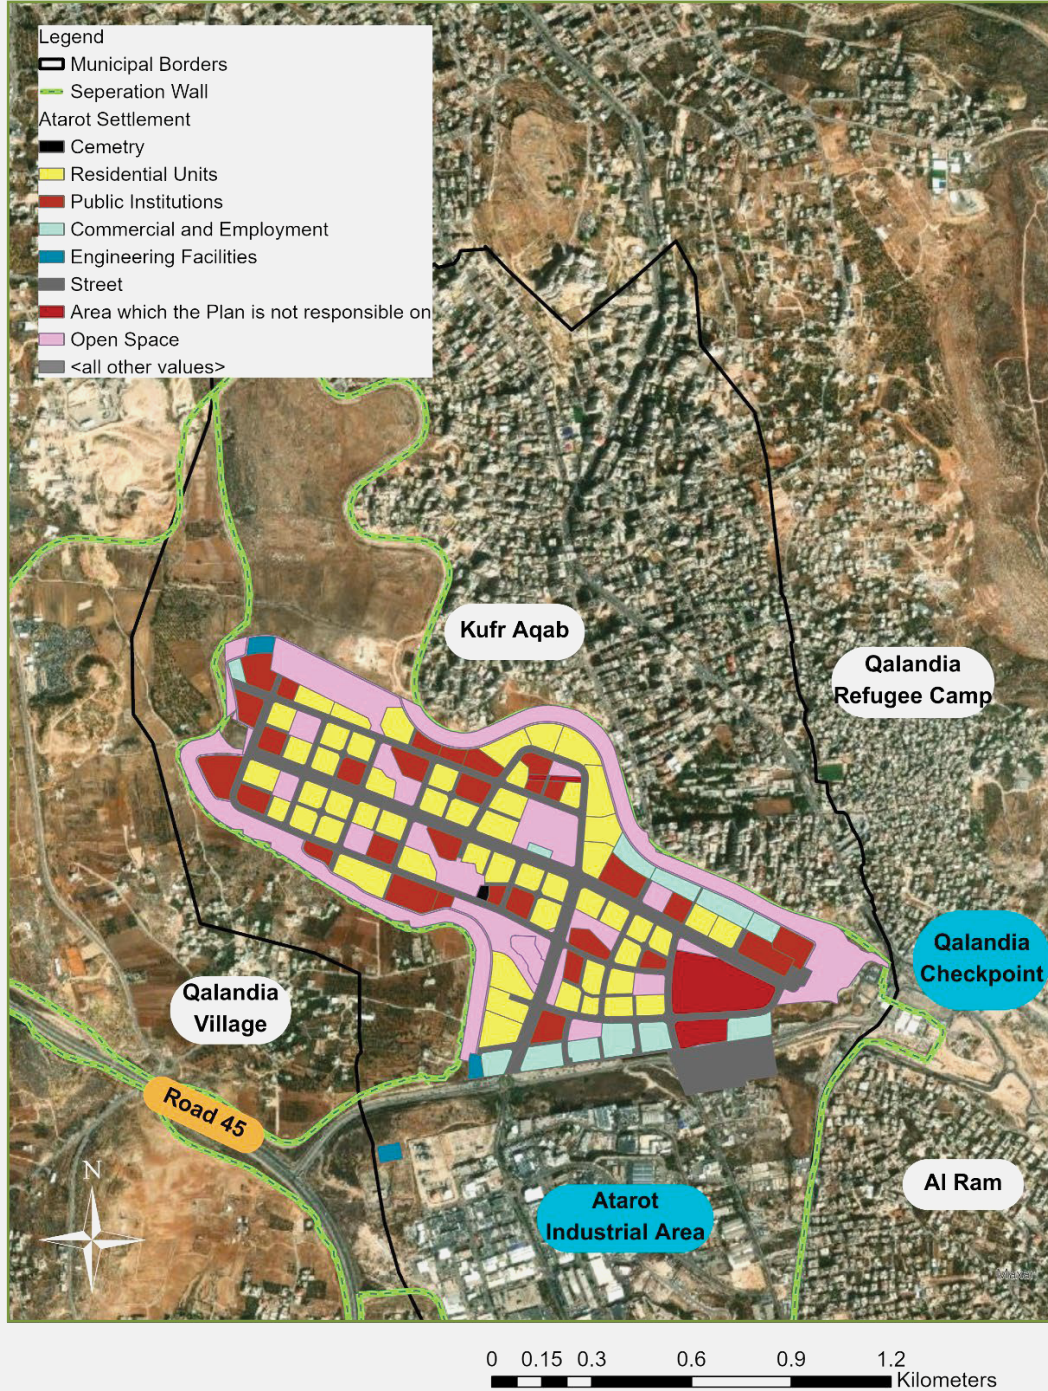 Legend
Municipal Borders
Seperation Wall
Atarot Settlement
Cemetry
Residential Units
Public Institutions
Commercial and Employment
Engineering Facilities
Street
Area which the Plan is not responsible on
Open Space
<all other values>
Kufr Aqab
Qalandia
Refugee Camp
Qalandia
Checkpoint
Qalandia
Village
Road 45
N
Al Ram
Atarot
Industrial Area
0 0.15 0.3 0.6 0.9 1.2
Kilometers